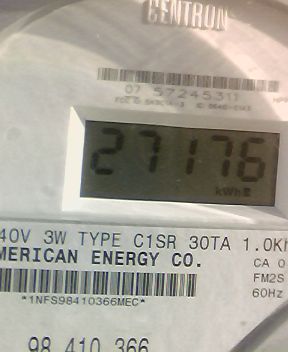 CENTRON
07 57245311
27176
kWh
40V 3W TYPE C1SR 30TA 1.0Kh
MERICAN ENERGY CO.
CA 0
FM2S
60Hz
*1NFS98410366MEC*
98 410 366